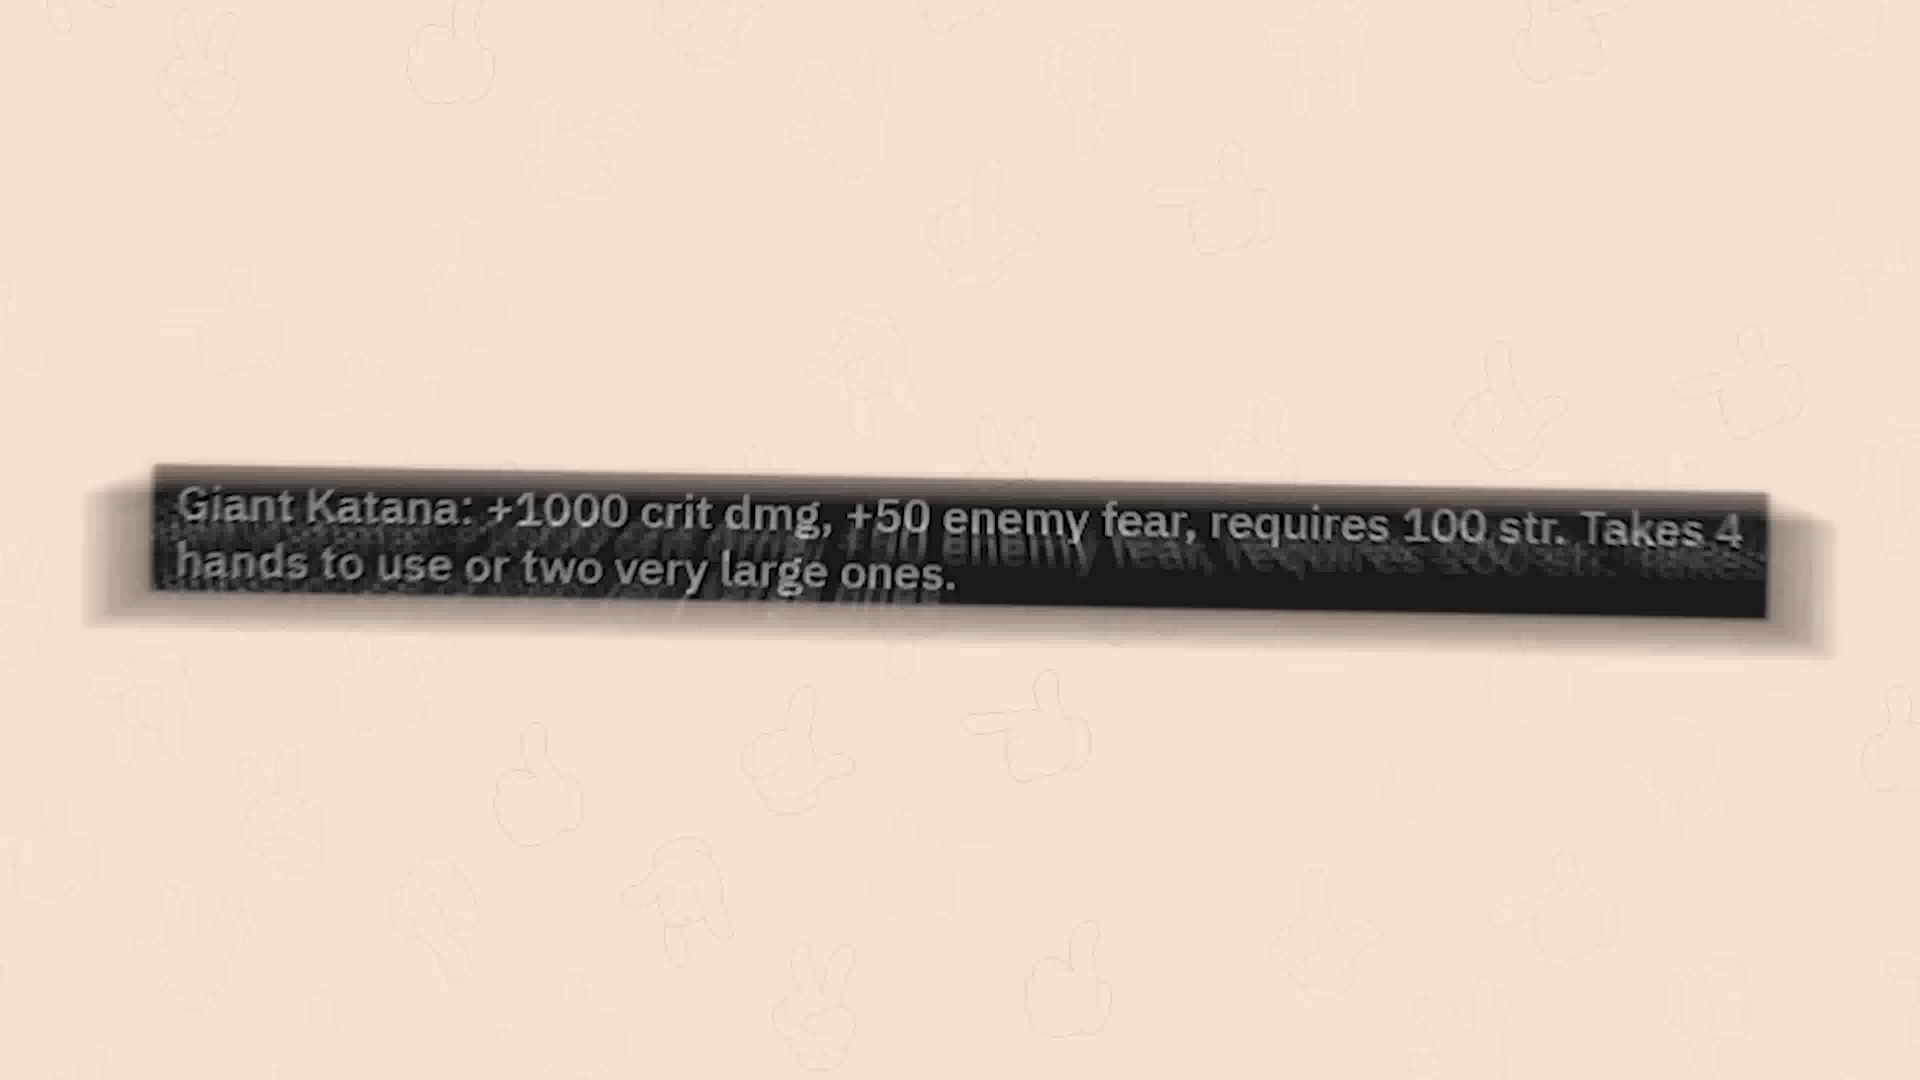 Giant Katana: +1000 crit dmg, +50 enemy fear, requires 100 str. Takes 4
hands to use or two very large ones.